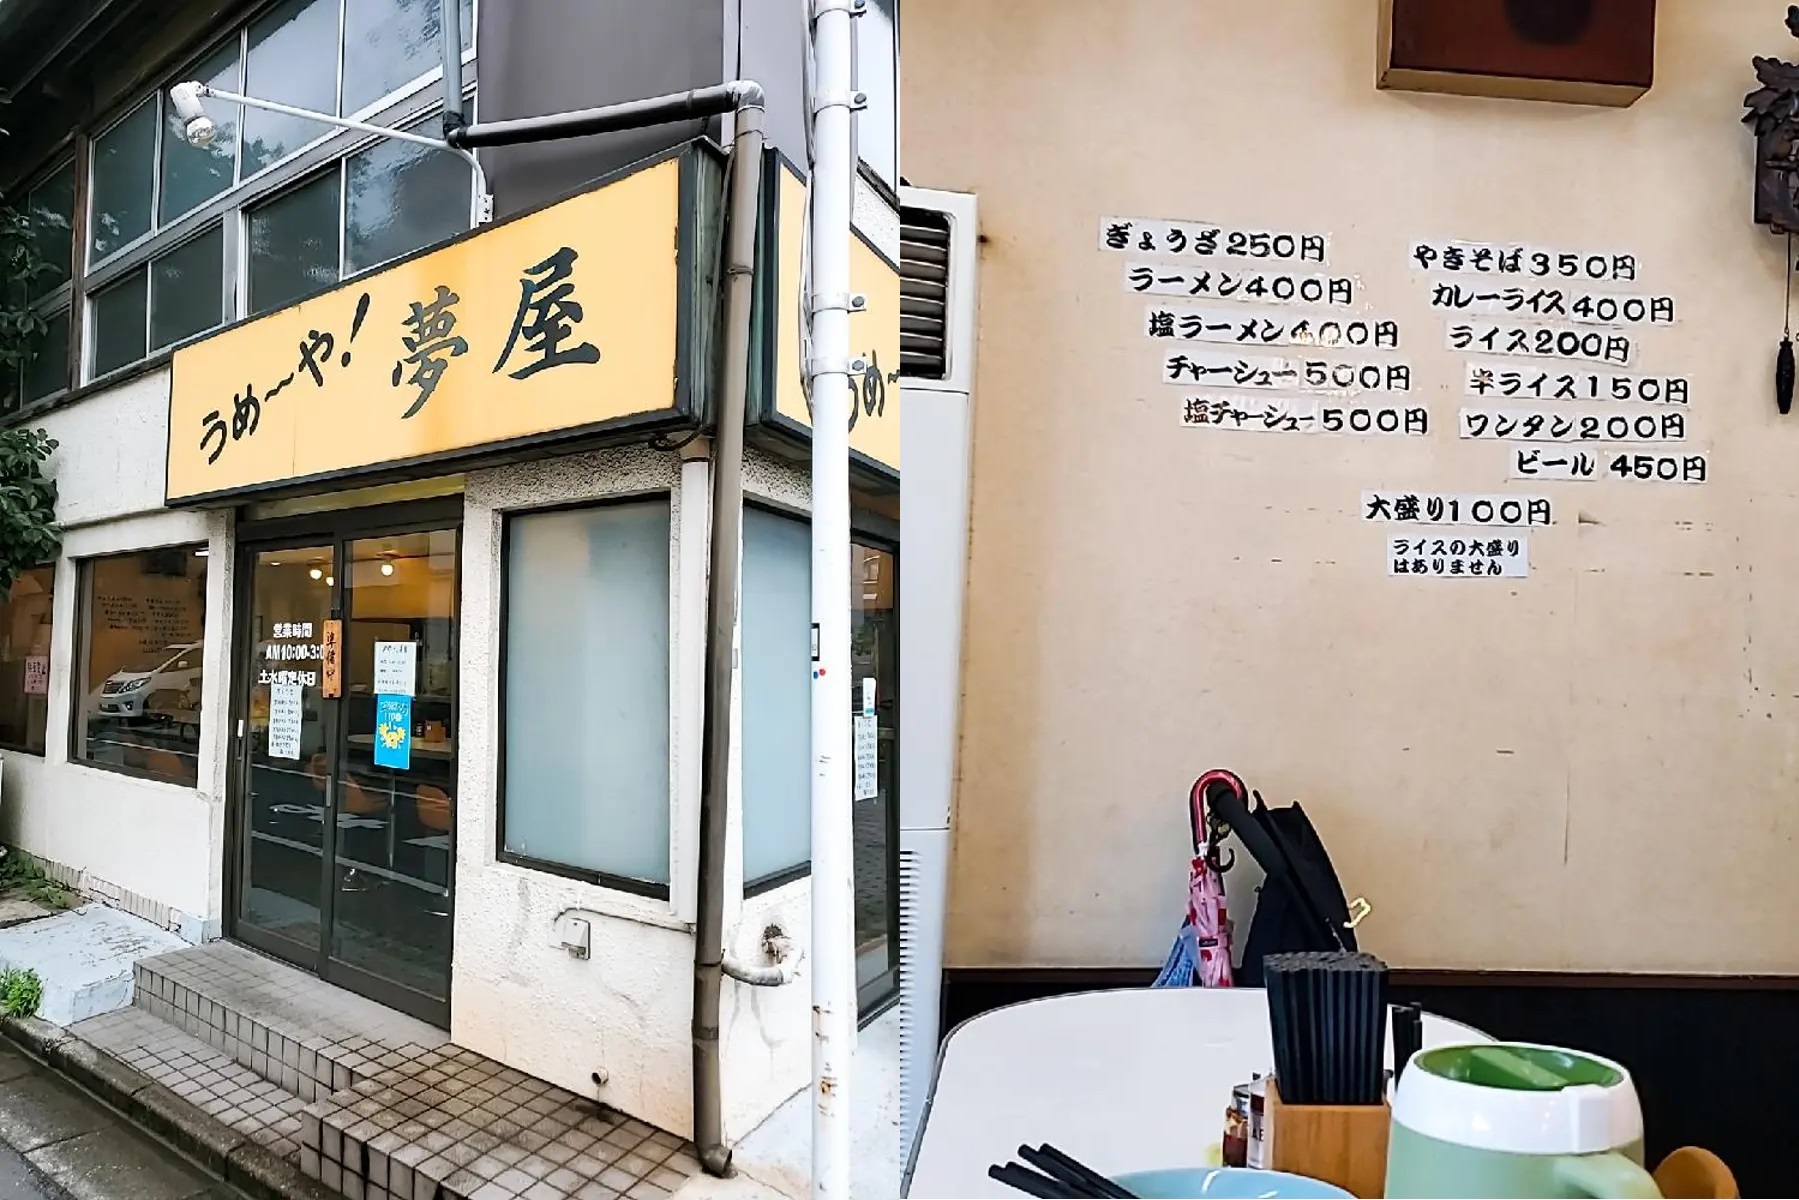 うめ〜や！夢屋
うめ〜
営業時間
AM10:00-3:0
土水曜定休日
準備中
ぎょうざ250円
ラーメン400円
塩ラーメン400円
チャーシュー500円
塩チャーシュー500円
やきそば350円
カレーライス400円
ライス200円
半ライス150円
ワンタン200円
ビール 450円
大盛り100円
ライスの大盛り
はありません